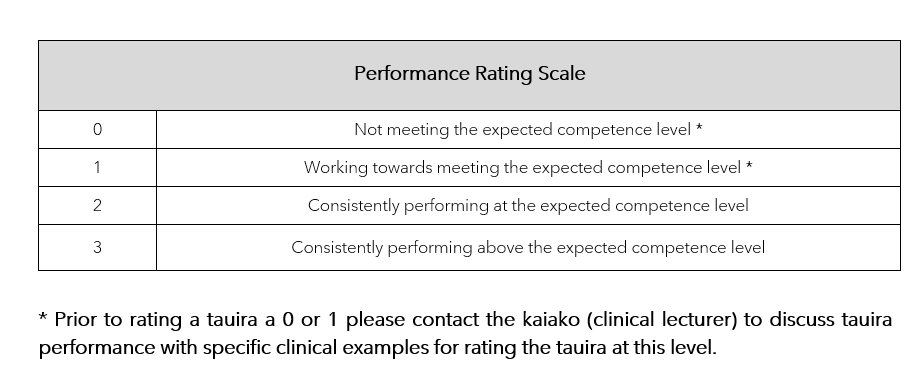 Performance Rating Scale
0 Not meeting the expected competence level *
1 Working towards meeting the expected competence level *
2 Consistently performing at the expected competence level
3 Consistently performing above the expected competence level
* Prior to rating a tauira a 0 or 1 please contact the kaiako (clinical lecturer) to discuss tauira
performance with specific clinical examples for rating the tauira at this level.